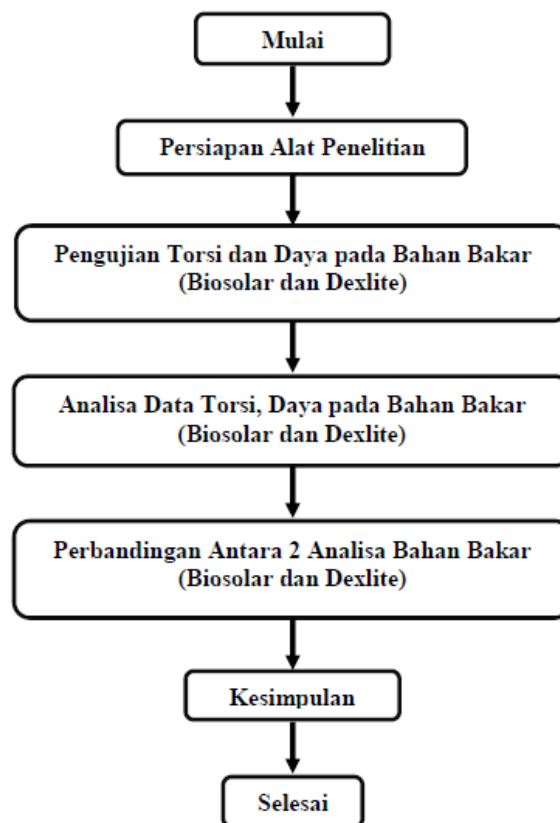 Mulai
Persiapan Alat Penelitian
Pengujian Torsi dan Daya pada Bahan Bakar
(Biosolar dan Dexlite)
Analisa Data Torsi, Daya pada Bahan Bakar
(Biosolar dan Dexlite)
Perbandingan Antara 2 Analisa Bahan Bakar
(Biosolar dan Dexlite)
Kesimpulan
Selesai